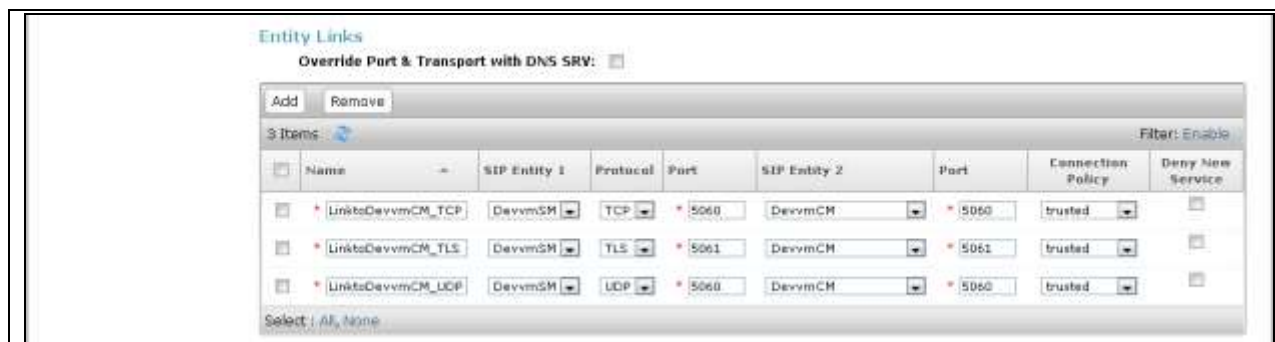 Entity Links
Override Port & Transport with DNS SRV:
Add Remove
3 Items Filter: Enable
Name SIP Entity 1 Protocol Port SIP Entity 2 Port Connection Policy Deny New Service
* LinktoDevvmCM_TCP DevvmSM TCP * 5060 DevvmCM * 5060 trusted
* LinktoDevvmCM_TLS DevvmSM TLS * 5061 DevvmCM * 5061 trusted
* LinktoDevvmCM_UDP DevvmSM UDP * 5060 DevvmCM * 5060 trusted
Select : All, None